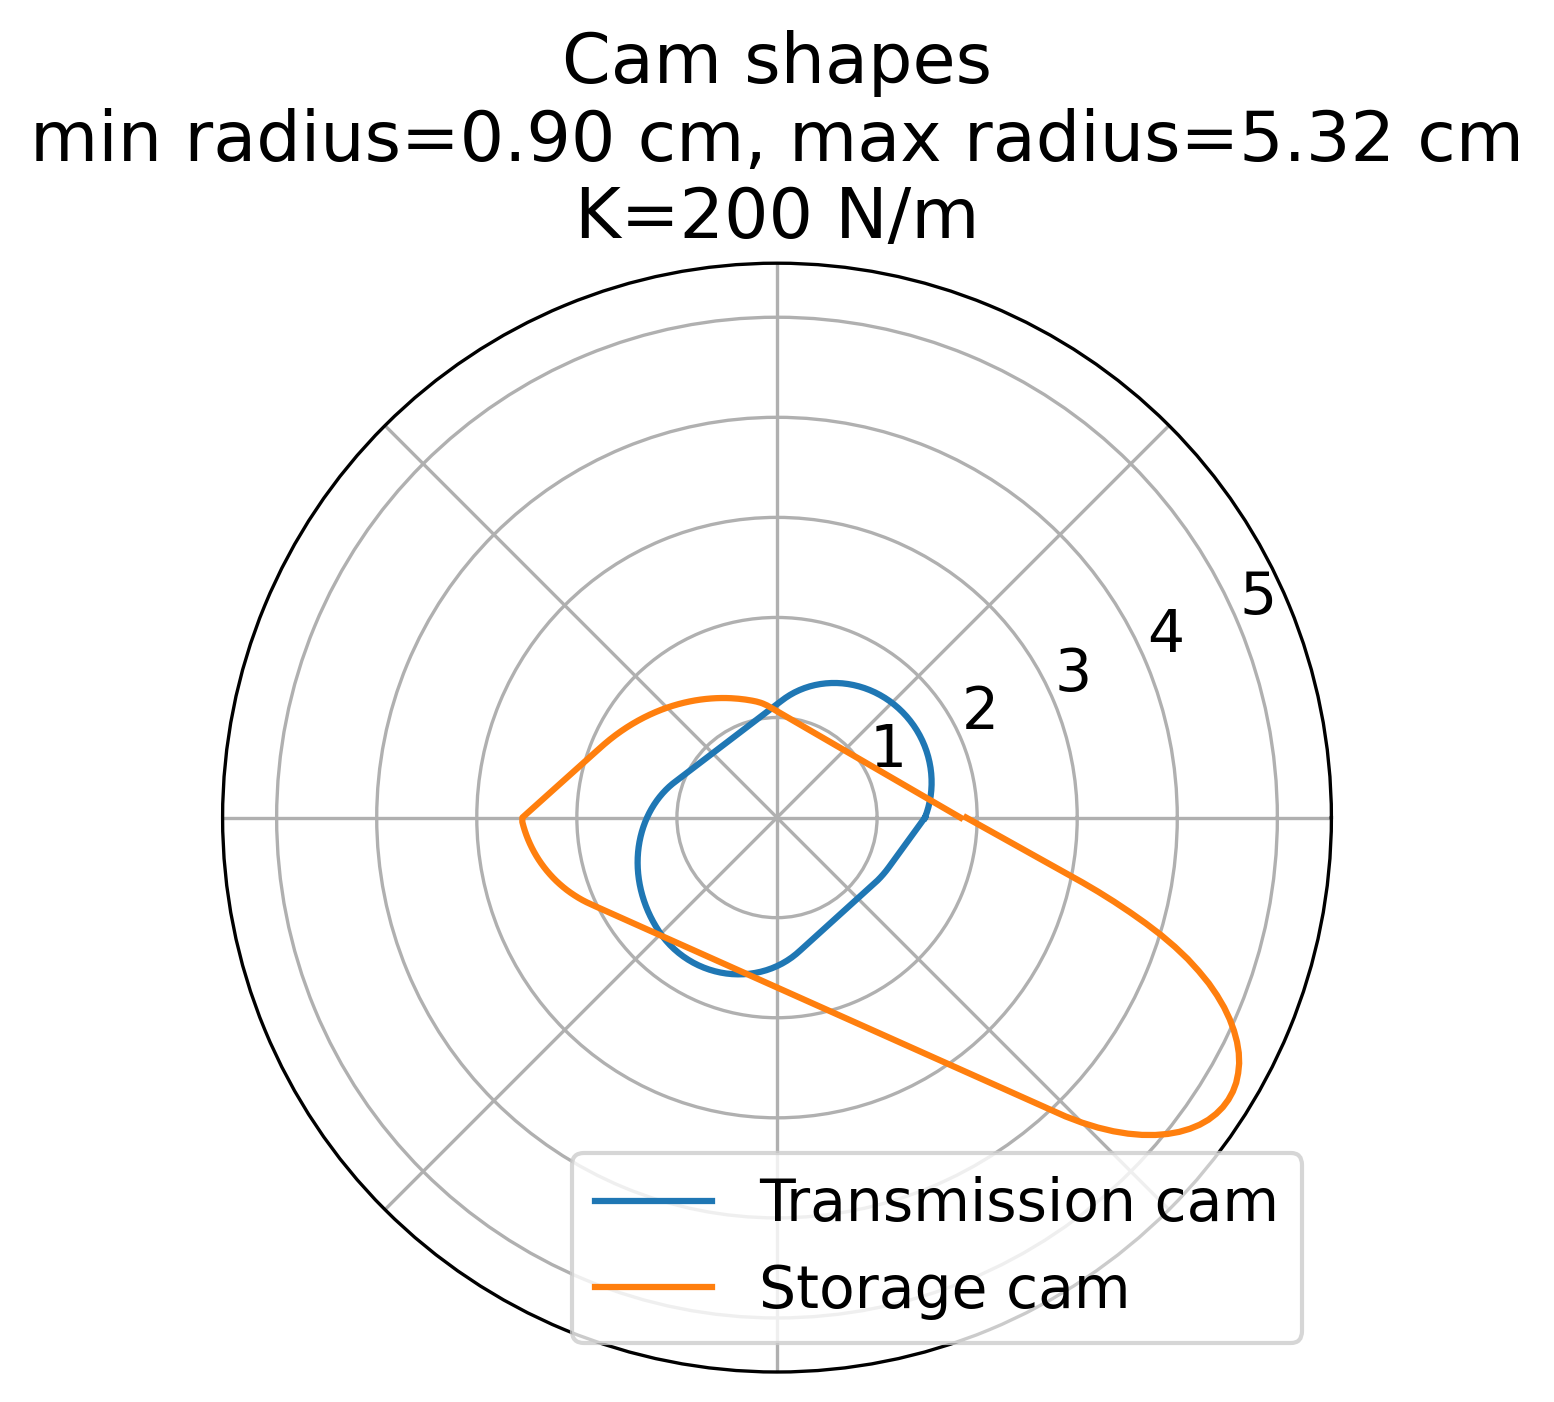 Cam shapes
min radius=0.90 cm, max radius=5.32 cm
K=200 N/m
5
4
3
2
1
Transmission cam
Storage cam